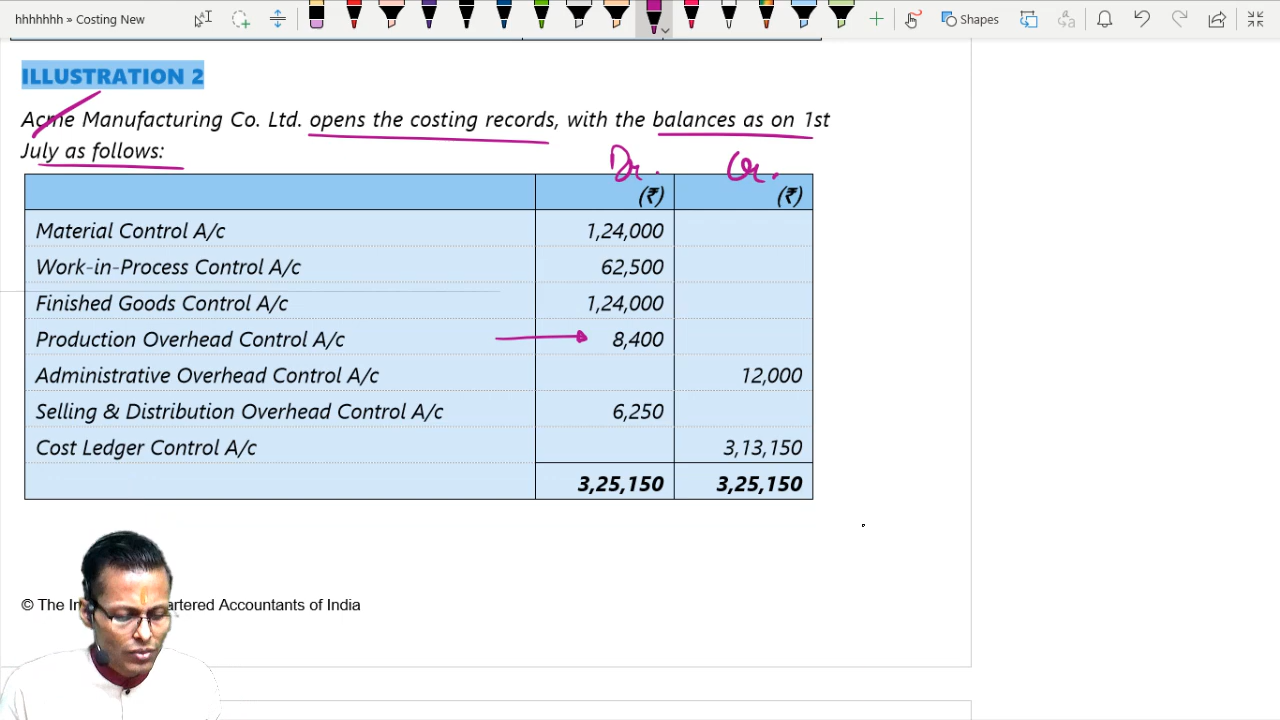 hhhhhhh » Costing New
Shapes
ILLUSTRATION 2
Acme Manufacturing Co. Ltd. opens the costing records, with the balances as on 1st
July as follows:
Dr. Cr.
(₹) (₹)
Material Control A/c 1,24,000
Work-in-Process Control A/c 62,500
Finished Goods Control A/c 1,24,000
Production Overhead Control A/c 8,400
Administrative Overhead Control A/c 12,000
Selling & Distribution Overhead Control A/c 6,250
Cost Ledger Control A/c 3,13,150
3,25,150 3,25,150
© The In artered Accountants of India